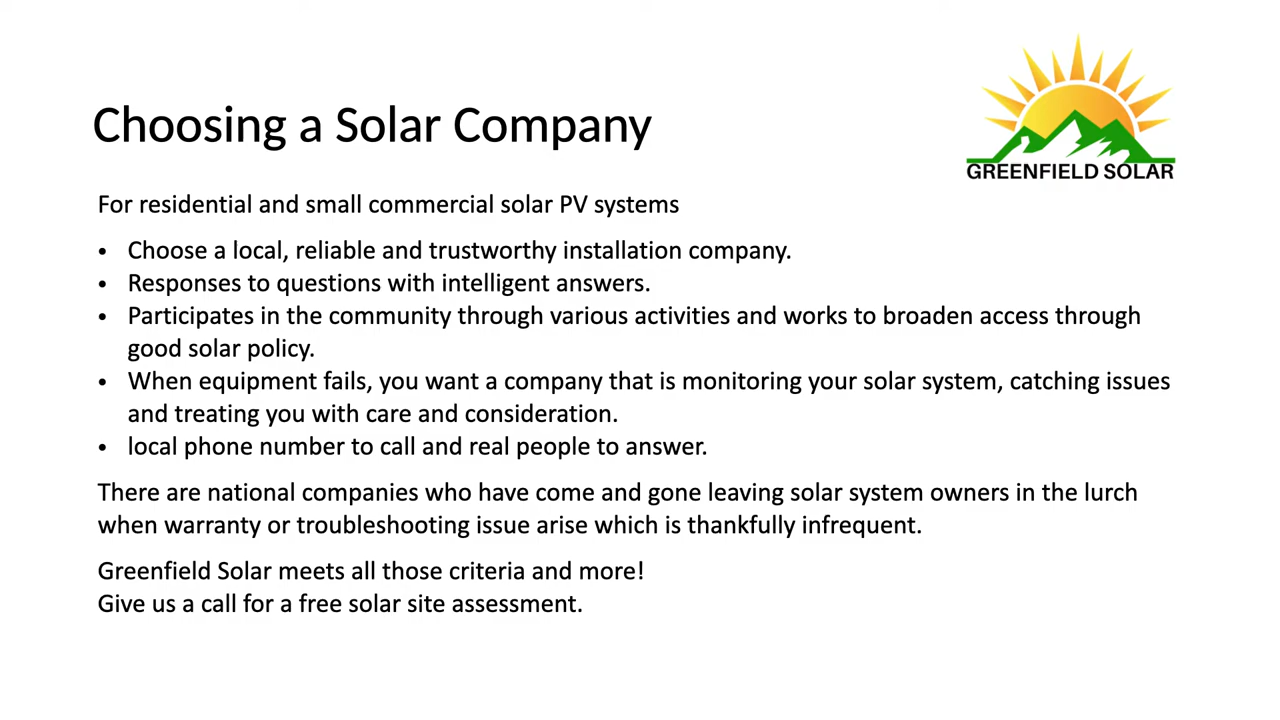 GREENFIELD SOLAR
Choosing a Solar Company
For residential and small commercial solar PV systems
• Choose a local, reliable and trustworthy installation company.
• Responses to questions with intelligent answers.
• Participates in the community through various activities and works to broaden access through
good solar policy.
• When equipment fails, you want a company that is monitoring your solar system, catching issues
and treating you with care and consideration.
• local phone number to call and real people to answer.
There are national companies who have come and gone leaving solar system owners in the lurch
when warranty or troubleshooting issue arise which is thankfully infrequent.
Greenfield Solar meets all those criteria and more!
Give us a call for a free solar site assessment.